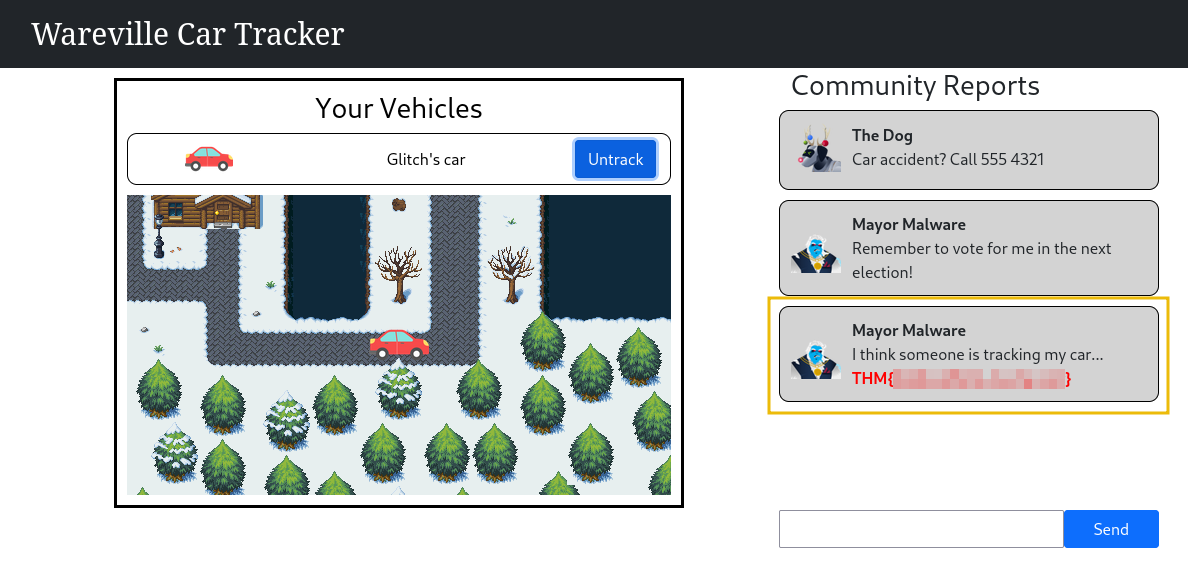 Wareville Car Tracker
Your Vehicles
Glitch's car
Untrack
Community Reports
The Dog
Car accident? Call 555 4321
Mayor Malware
Remember to vote for me in the next
election!
Mayor Malware
I think someone is tracking my car...
THM{ }
Send